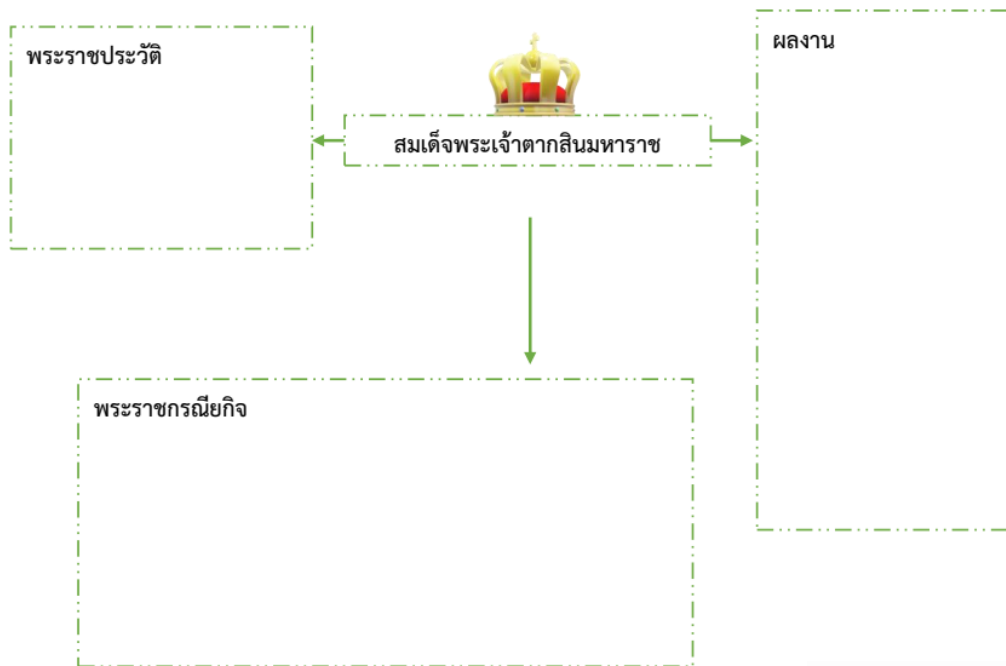 พระราชประวัติ
ผลงาน
สมเด็จพระเจ้าตากสินมหาราช
พระราชกรณียกิจ